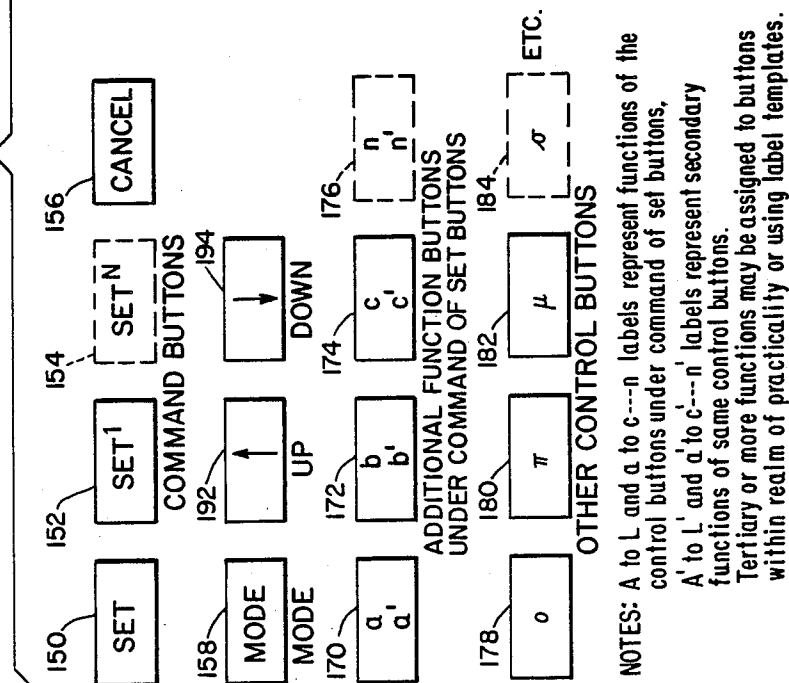 150 152 154 156
SET SET¹ SETᴺ CANCEL
COMMAND BUTTONS
158 192 194
MODE ↑ ↓
MODE UP DOWN
170 172 174 176
a b c n
a' b' c' n'
ADDITIONAL FUNCTION BUTTONS
UNDER COMMAND OF SET BUTTONS
178 180 182 184
o π μ σ ETC.
OTHER CONTROL BUTTONS
NOTES: A to L and a to c---n labels represent functions of the
control buttons under command of set buttons,
A' to L' and a' to c'---n' labels represent secondary
functions of same control buttons.
Tertiary or more functions may be assigned to buttons
within realm of practicality or using label templates.